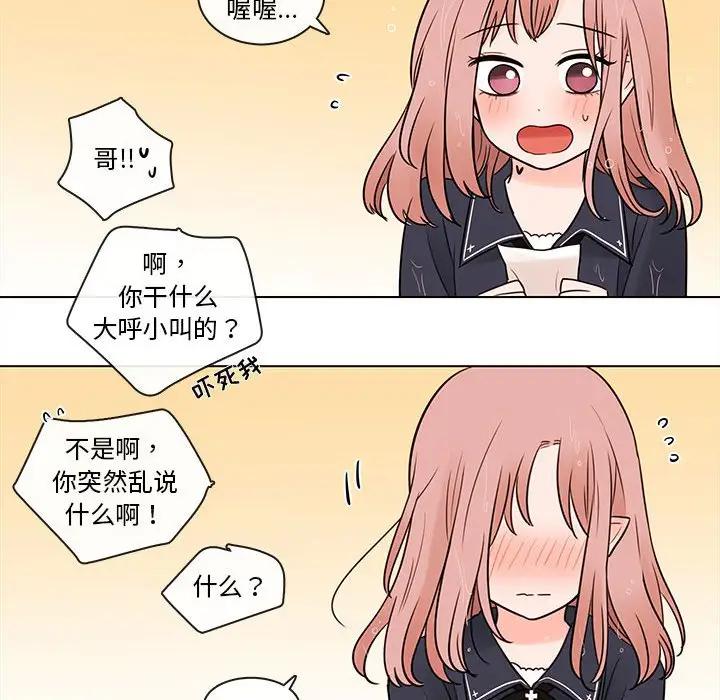 喔喔...
哥!!
啊，
你干什么
大呼小叫的？
吓死我
不是啊，
你突然乱说
什么啊！
什么？